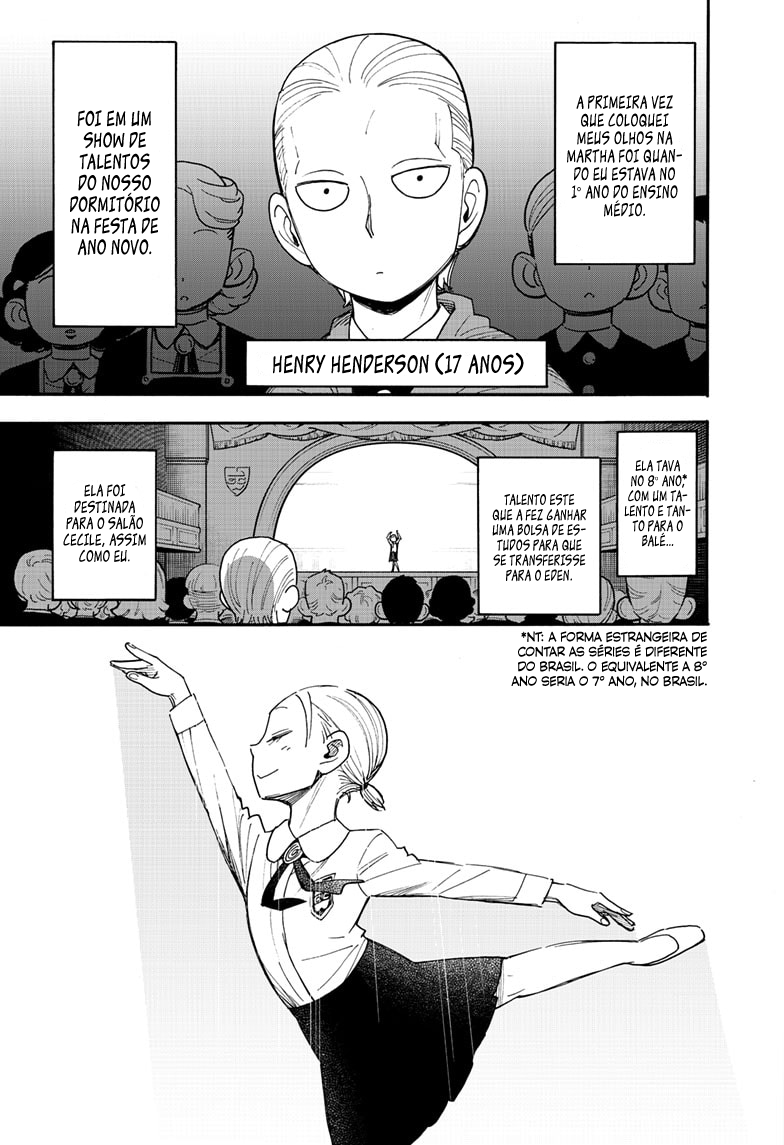 A PRIMEIRA VEZ
QUE COLOQUEI
MEUS OLHOS NA
MARTHA FOI QUAN-
DO EU ESTAVA NO
1° ANO DO ENSINO
MÉDIO.
FOI EM UM
SHOW DE
TALENTOS
DO NOSSO
DORMITÓRIO
NA FESTA DE
ANO NOVO.
HENRY HENDERSON (17 ANOS)
ELA TAVA
NO 8° ANO,*
COM UM TA-
LENTO E TAN-
TO PARA O
BALÉ...
TALENTO ESTE
QUE A FEZ GANHAR
UMA BOLSA DE ES-
TUDOS PARA QUE
SE TRANSFERISSE
PARA O EDEN.
ELA FOI
DESTINADA
PARA O SALÃO
CECILE, ASSIM
COMO EU.
*NT: A FORMA ESTRANGEIRA DE
CONTAR AS SÉRIES É DIFERENTE
DO BRASIL. O EQUIVALENTE A 8°
ANO SERIA O 7° ANO, NO BRASIL.